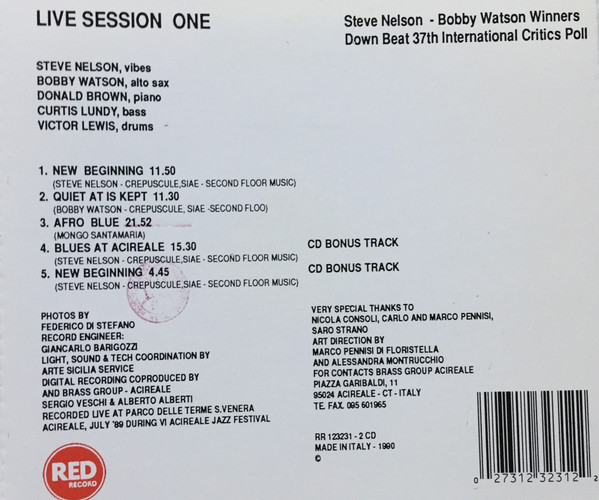 LIVE SESSION ONE
Steve Nelson - Bobby Watson Winners
Down Beat 37th International Critics Poll
STEVE NELSON, vibes
BOBBY WATSON, alto sax
DONALD BROWN, piano
CURTIS LUNDY, bass
VICTOR LEWIS, drums
1. NEW BEGINNING 11.50
(STEVE NELSON - CREPUSCULE,SIAE - SECOND FLOOR MUSIC)
2. QUIET AT IS KEPT 11.30
(BOBBY WATSON - CREPUSCULE, SIAE -SECOND FLOO)
3. AFRO BLUE 21.52
(MONGO SANTAMARIA)
4. BLUES AT ACIREALE 15.30 CD BONUS TRACK
(STEVE NELSON - CREPUSCULE,SIAE - SECOND FLOOR MUSIC)
5. NEW BEGINNING 4.45 CD BONUS TRACK
(STEVE NELSON - CREPUSCULE,SIAE - SECOND FLOOR MUSIC)
PHOTOS BY
FEDERICO DI STEFANO
RECORD ENGINEER:
GIANCARLO BARIGOZZI
LIGHT, SOUND & TECH COORDINATION BY
ARTE SICILIA SERVICE
DIGITAL RECORDING COPRODUCED BY
AND BRASS GROUP - ACIREALE
SERGIO VESCHI & ALBERTO ALBERTI
RECORDED LIVE AT PARCO DELLE TERME S.VENERA
ACIREALE, JULY '89 DURING VI ACIREALE JAZZ FESTIVAL
VERY SPECIAL THANKS TO
NICOLA CONSOLI, CARLO AND MARCO PENNISI,
SARO STRANO
ART DIRECTION BY
MARCO PENNISI DI FLORISTELLA
AND ALESSANDRA MONTRUCCHIO
FOR CONTACTS BRASS GROUP ACIREALE
PIAZZA GARIBALDI, 11
95024 ACIREALE - CT - ITALY
TE. FAX. 095 601965
RR 123231 - 2 CD
MADE IN ITALY - 1990
©
RED
RECORD
0 27312 32312 2